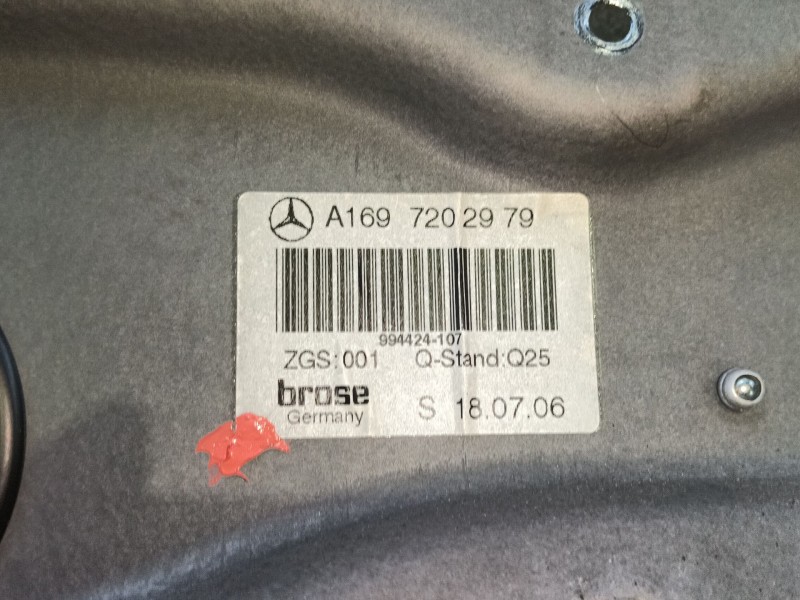 A169 720 29 79
994424-107
ZGS:001 Q-Stand:Q25
brose
Germany
S 18.07.06